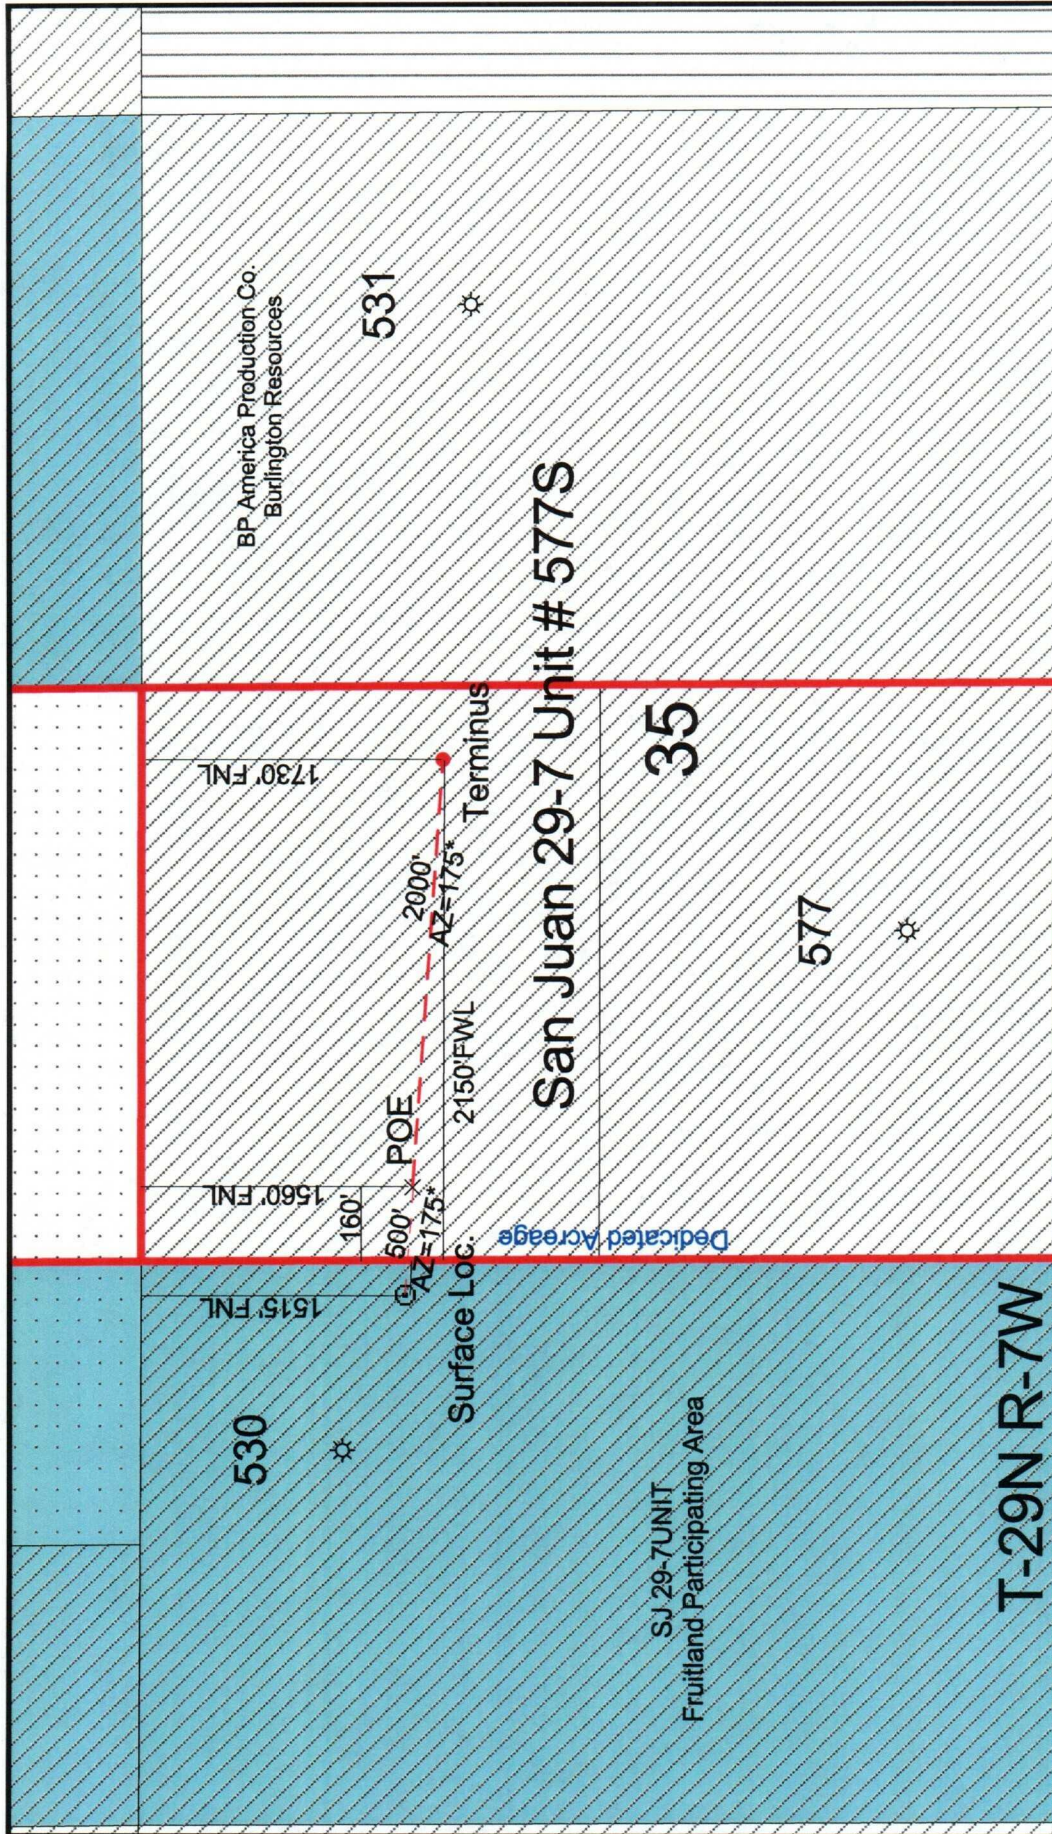 530
Surface Loc.
1515' FNL
500'
AZ=175*
160'
1560' FNL
POE
2150'FWL
2000'
AZ=175*
1730' FNL
Terminus
BP America Production Co.
Burlington Resources
531
San Juan 29-7 Unit # 577S
35
Dedicated Acreage
577
SJ 29-7UNIT
Fruitland Participating Area
T-29N R-7W